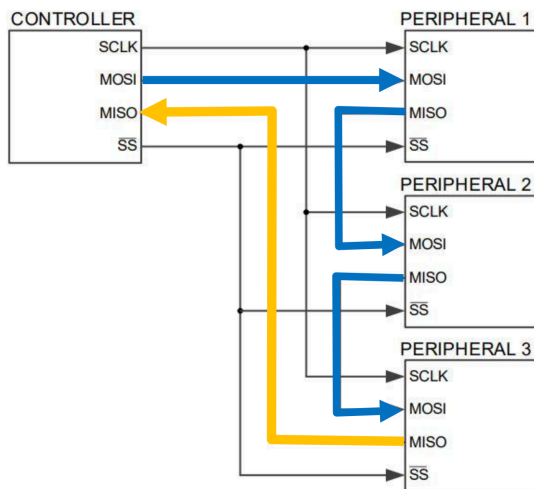 CONTROLLER
SCLK
MOSI
MISO
SS
PERIPHERAL 1
SCLK
MOSI
MISO
SS
PERIPHERAL 2
SCLK
MOSI
MISO
SS
PERIPHERAL 3
SCLK
MOSI
MISO
SS